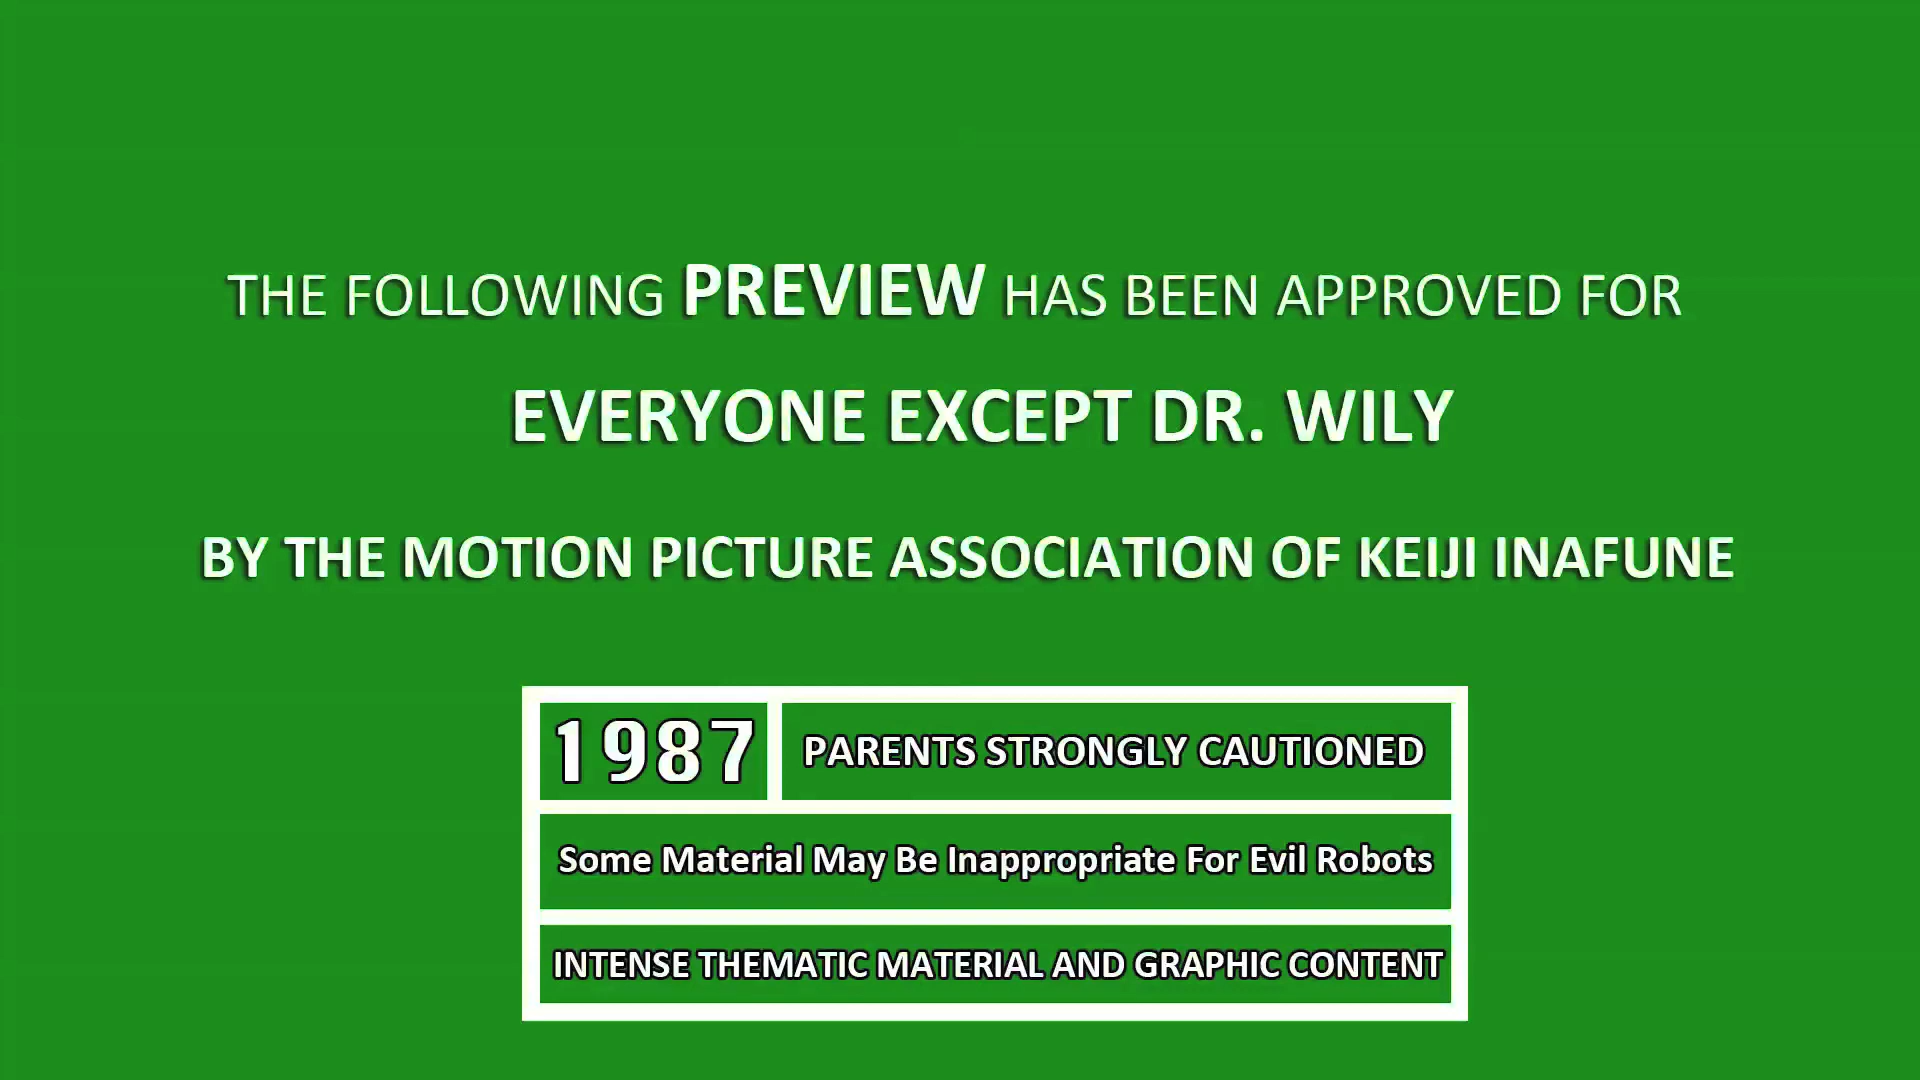 THE FOLLOWING PREVIEW HAS BEEN APPROVED FOR
EVERYONE EXCEPT DR. WILY
BY THE MOTION PICTURE ASSOCIATION OF KEIJI INAFUNE
1987 PARENTS STRONGLY CAUTIONED
Some Material May Be Inappropriate For Evil Robots
INTENSE THEMATIC MATERIAL AND GRAPHIC CONTENT